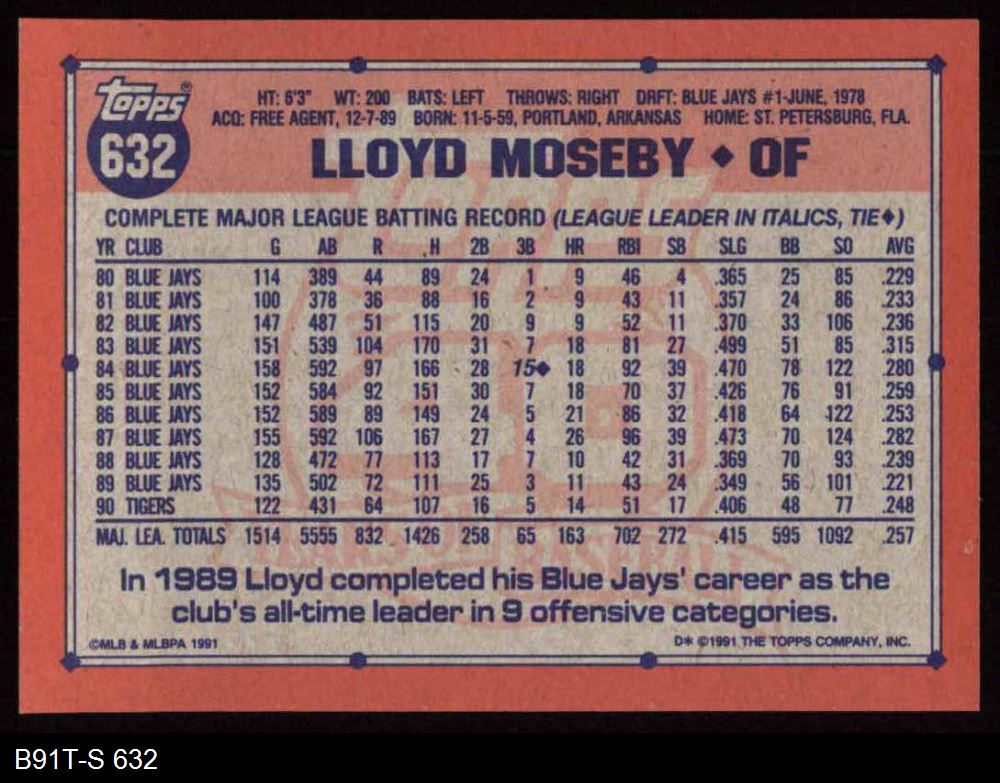 topps®
632
HT: 6'3" WT: 200 BATS: LEFT THROWS: RIGHT DRFT: BLUE JAYS #1-JUNE, 1978
ACQ: FREE AGENT, 12-7-89 BORN: 11-5-59, PORTLAND, ARKANSAS HOME: ST. PETERSBURG, FLA.
LLOYD MOSEBY ♦ OF
COMPLETE MAJOR LEAGUE BATTING RECORD (LEAGUE LEADER IN ITALICS, TIE♦)
YR CLUB G AB R H 2B 3B HR RBI SB SLG BB SO AVG
80 BLUE JAYS 114 389 44 89 24 1 9 46 4 .365 25 85 .229
81 BLUE JAYS 100 378 36 88 16 2 9 43 11 .357 24 86 .233
82 BLUE JAYS 147 487 51 115 20 9 9 52 11 .370 33 106 .236
83 BLUE JAYS 151 539 104 170 31 7 18 81 27 .499 51 85 .315
84 BLUE JAYS 158 592 97 166 28 15♦ 18 92 39 .470 78 122 .280
85 BLUE JAYS 152 584 92 151 30 7 18 70 37 .426 76 91 .259
86 BLUE JAYS 152 589 89 149 24 5 21 86 32 .418 64 122 .253
87 BLUE JAYS 155 592 106 167 27 4 26 96 39 .473 70 124 .282
88 BLUE JAYS 128 472 77 113 17 7 10 42 31 .369 70 93 .239
89 BLUE JAYS 135 502 72 111 25 3 11 43 24 .349 56 101 .221
90 TIGERS 122 431 64 107 16 5 14 51 17 .406 48 77 .248
MAJ. LEA. TOTALS 1514 5555 832 1426 258 65 163 702 272 .415 595 1092 .257
In 1989 Lloyd completed his Blue Jays' career as the
club's all-time leader in 9 offensive categories.
©MLB & MLBPA 1991 D* ©1991 THE TOPPS COMPANY, INC.
B91T-S 632